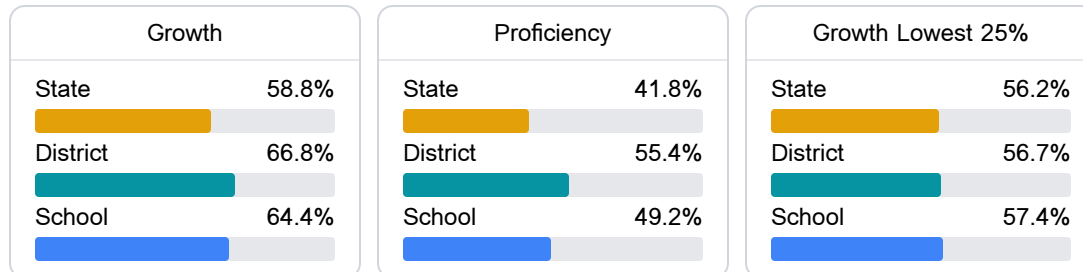 Growth
State 58.8%
District 66.8%
School 64.4%
Proficiency
State 41.8%
District 55.4%
School 49.2%
Growth Lowest 25%
State 56.2%
District 56.7%
School 57.4%